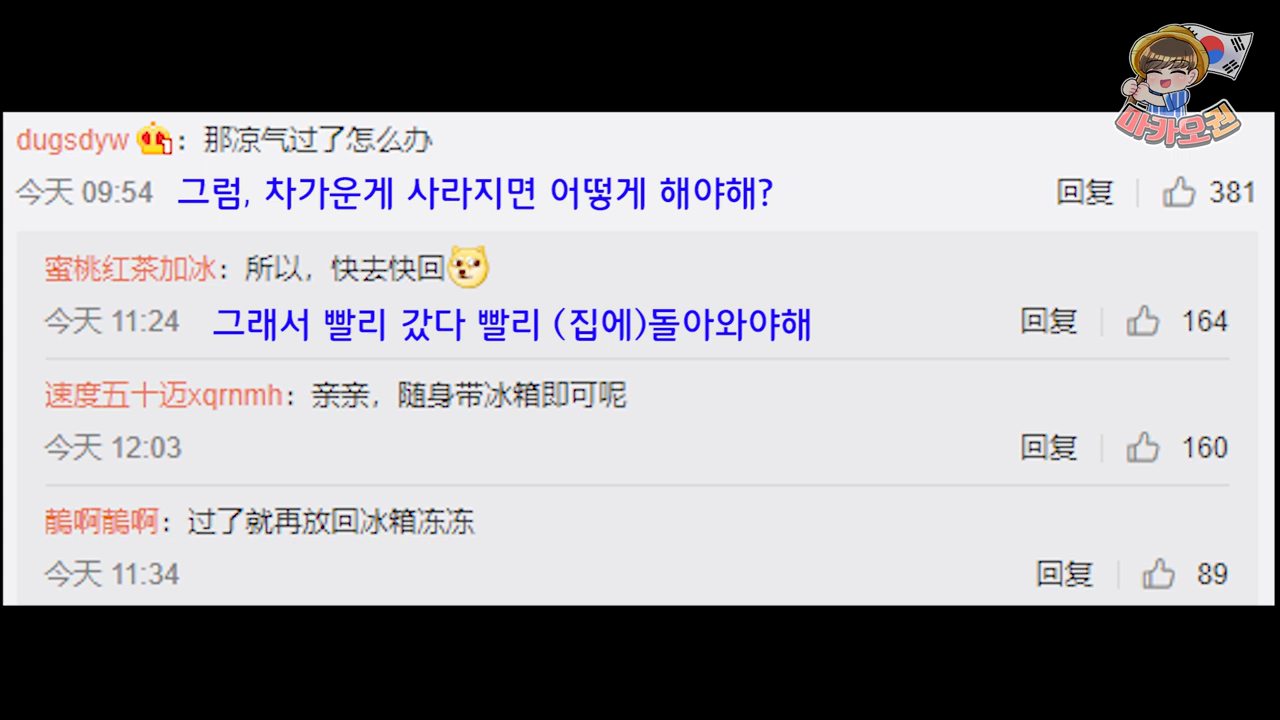 마가오권
dugsdyw：那凉气过了怎么办
今天 09:54 그럼, 차가운게 사라지면 어떻게 해야해? 回复 381
蜜桃红茶加冰：所以，快去快回
今天 11:24 그래서 빨리 갔다 빨리 (집에)돌아와야해 回复 164
速度五十迈xqrnmh：亲亲，随身带冰箱即可呢
今天 12:03 回复 160
鶄啊鶄啊：过了就再放回冰箱冻冻
今天 11:34 回复 89